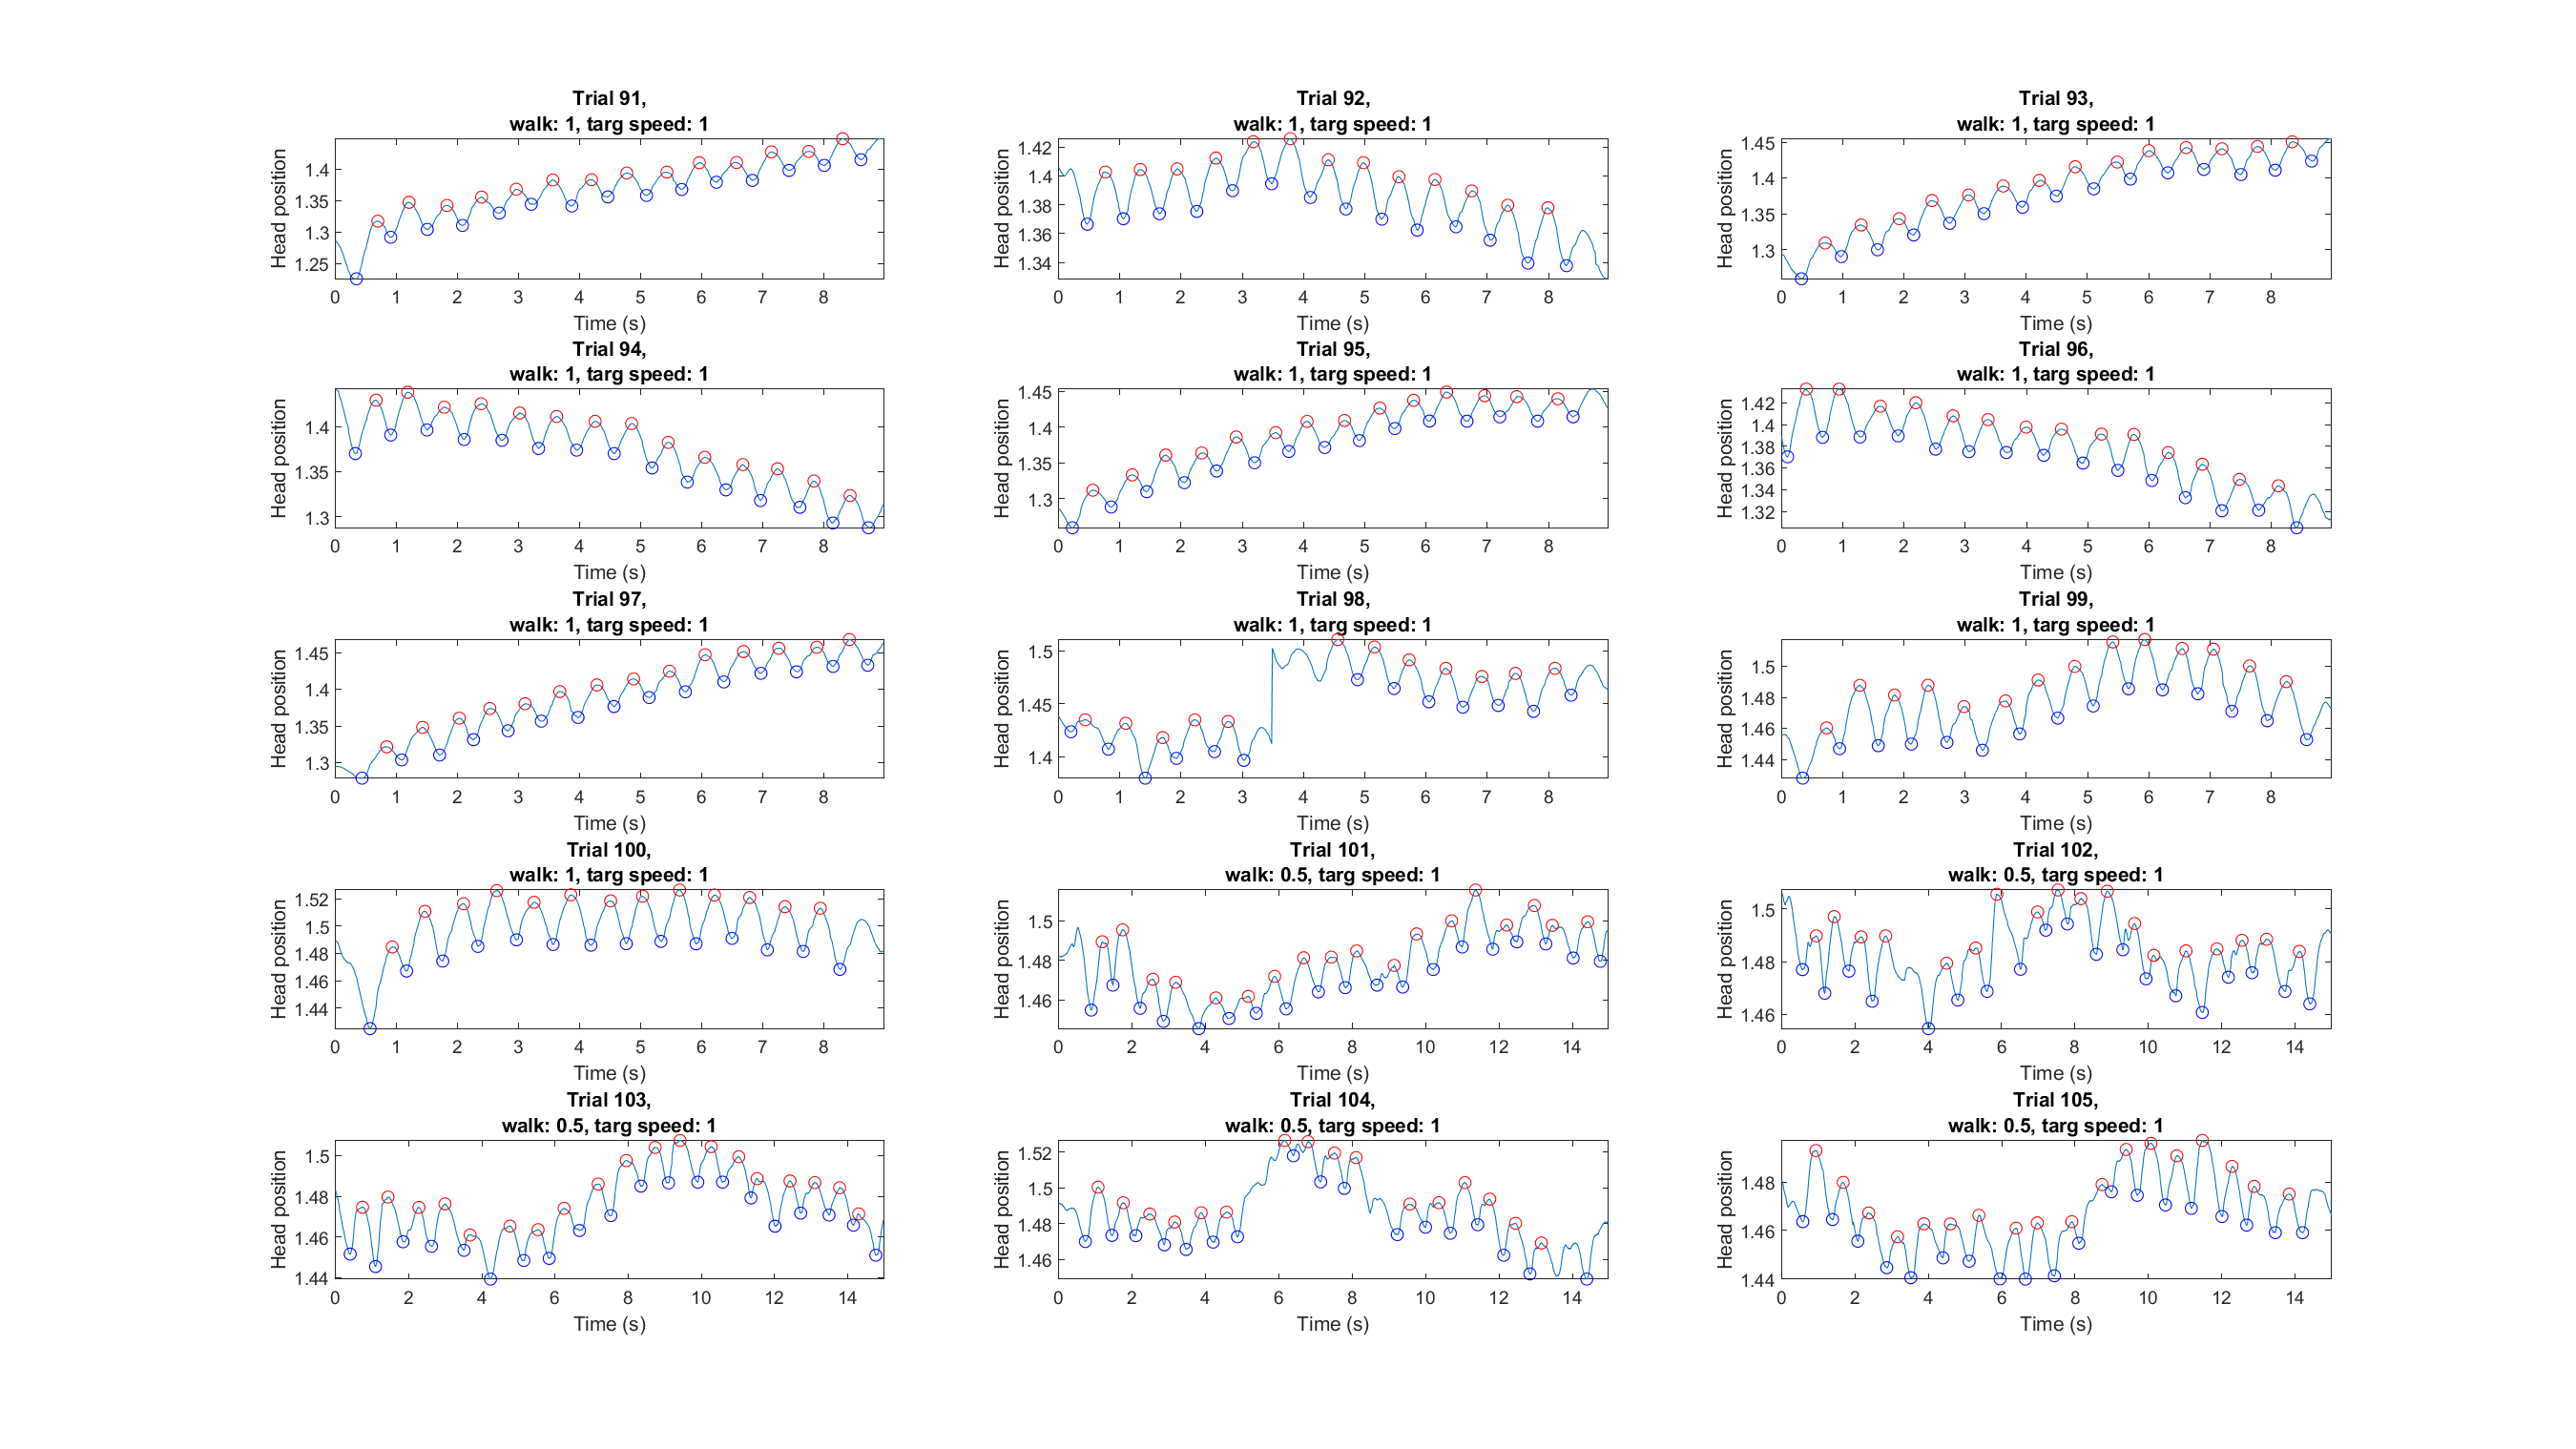 Trial 91,
walk: 1, targ speed: 1
Head position
1.4
1.35
1.3
1.25
0 1 2 3 4 5 6 7 8
Time (s)
Trial 92,
walk: 1, targ speed: 1
Head position
1.42
1.4
1.38
1.36
1.34
0 1 2 3 4 5 6 7 8
Time (s)
Trial 93,
walk: 1, targ speed: 1
Head position
1.45
1.4
1.35
1.3
0 1 2 3 4 5 6 7 8
Time (s)
Trial 94,
walk: 1, targ speed: 1
Head position
1.4
1.35
1.3
0 1 2 3 4 5 6 7 8
Time (s)
Trial 95,
walk: 1, targ speed: 1
Head position
1.45
1.4
1.35
1.3
0 1 2 3 4 5 6 7 8
Time (s)
Trial 96,
walk: 1, targ speed: 1
Head position
1.42
1.4
1.38
1.36
1.34
1.32
0 1 2 3 4 5 6 7 8
Time (s)
Trial 97,
walk: 1, targ speed: 1
Head position
1.45
1.4
1.35
1.3
0 1 2 3 4 5 6 7 8
Time (s)
Trial 98,
walk: 1, targ speed: 1
Head position
1.5
1.45
1.4
0 1 2 3 4 5 6 7 8
Time (s)
Trial 99,
walk: 1, targ speed: 1
Head position
1.5
1.48
1.46
1.44
0 1 2 3 4 5 6 7 8
Time (s)
Trial 100,
walk: 1, targ speed: 1
Head position
1.52
1.5
1.48
1.46
1.44
0 1 2 3 4 5 6 7 8
Time (s)
Trial 101,
walk: 0.5, targ speed: 1
Head position
1.5
1.48
1.46
0 2 4 6 8 10 12 14
Time (s)
Trial 102,
walk: 0.5, targ speed: 1
Head position
1.5
1.48
1.46
0 2 4 6 8 10 12 14
Time (s)
Trial 103,
walk: 0.5, targ speed: 1
Head position
1.5
1.48
1.46
1.44
0 2 4 6 8 10 12 14
Time (s)
Trial 104,
walk: 0.5, targ speed: 1
Head position
1.52
1.5
1.48
1.46
0 2 4 6 8 10 12 14
Time (s)
Trial 105,
walk: 0.5, targ speed: 1
Head position
1.48
1.46
1.44
0 2 4 6 8 10 12 14
Time (s)